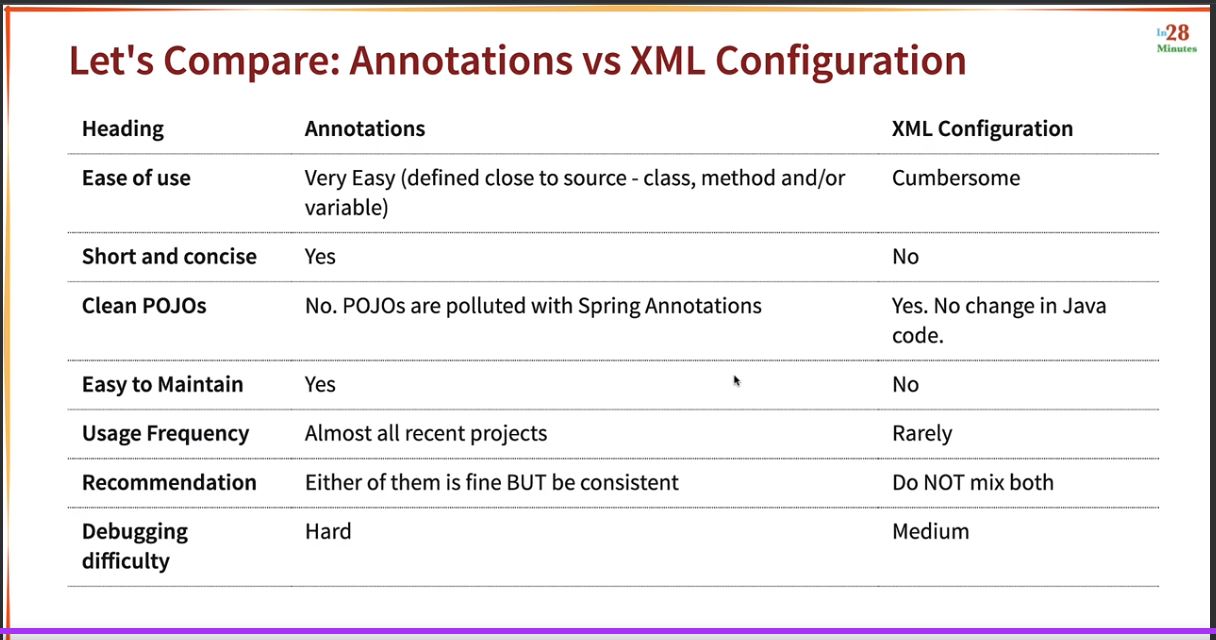 In28
Minutes
Let's Compare: Annotations vs XML Configuration
Heading Annotations XML Configuration
Ease of use Very Easy (defined close to source - class, method and/or Cumbersome
variable)
Short and concise Yes No
Clean POJOs No. POJOs are polluted with Spring Annotations Yes. No change in Java
code.
Easy to Maintain Yes No
Usage Frequency Almost all recent projects Rarely
Recommendation Either of them is fine BUT be consistent Do NOT mix both
Debugging Hard Medium
difficulty